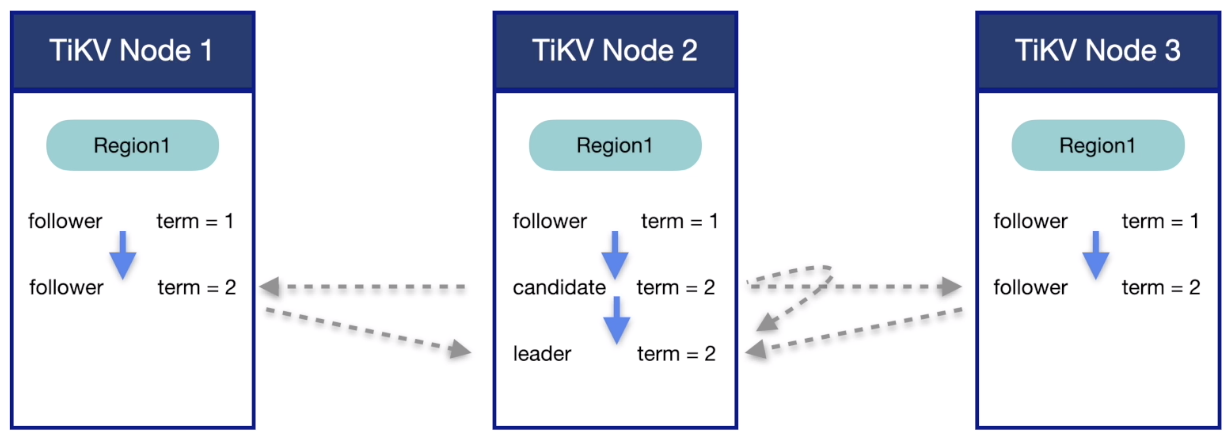 TiKV Node 1
Region1
follower term = 1
follower term = 2
TiKV Node 2
Region1
follower term = 1
candidate term = 2
leader term = 2
TiKV Node 3
Region1
follower term = 1
follower term = 2